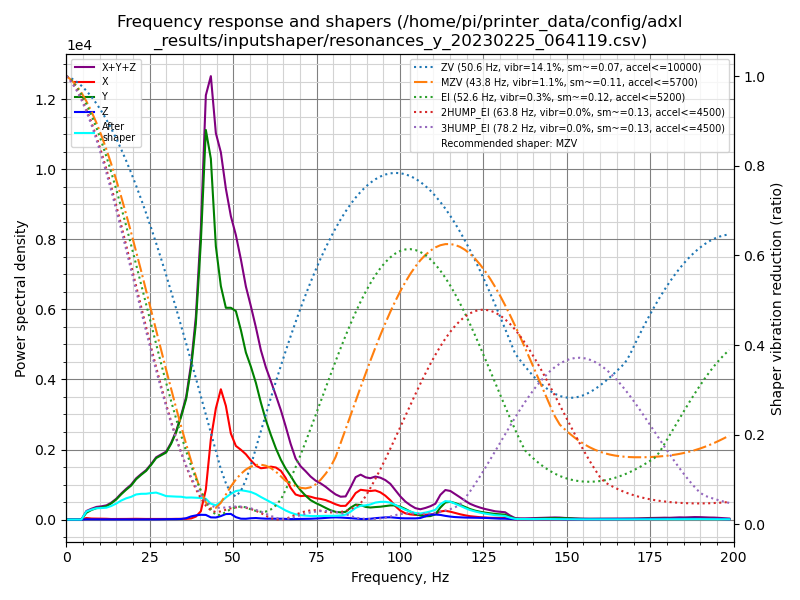 Frequency response and shapers (/home/pi/printer_data/config/adxl
_results/inputshaper/resonances_y_20230225_064119.csv)
1e4
X+Y+Z
X
Y
Z
After
shaper
ZV (50.6 Hz, vibr=14.1%, sm~=0.07, accel<=10000)
MZV (43.8 Hz, vibr=1.1%, sm~=0.11, accel<=5700)
EI (52.6 Hz, vibr=0.3%, sm~=0.12, accel<=5200)
2HUMP_EI (63.8 Hz, vibr=0.0%, sm~=0.13, accel<=4500)
3HUMP_EI (78.2 Hz, vibr=0.0%, sm~=0.13, accel<=4500)
Recommended shaper: MZV
Power spectral density
1.2
1.0
0.8
0.6
0.4
0.2
0.0
1.0
0.8
0.6
0.4
0.2
0.0
Shaper vibration reduction (ratio)
0 25 50 75 100 125 150 175 200
Frequency, Hz